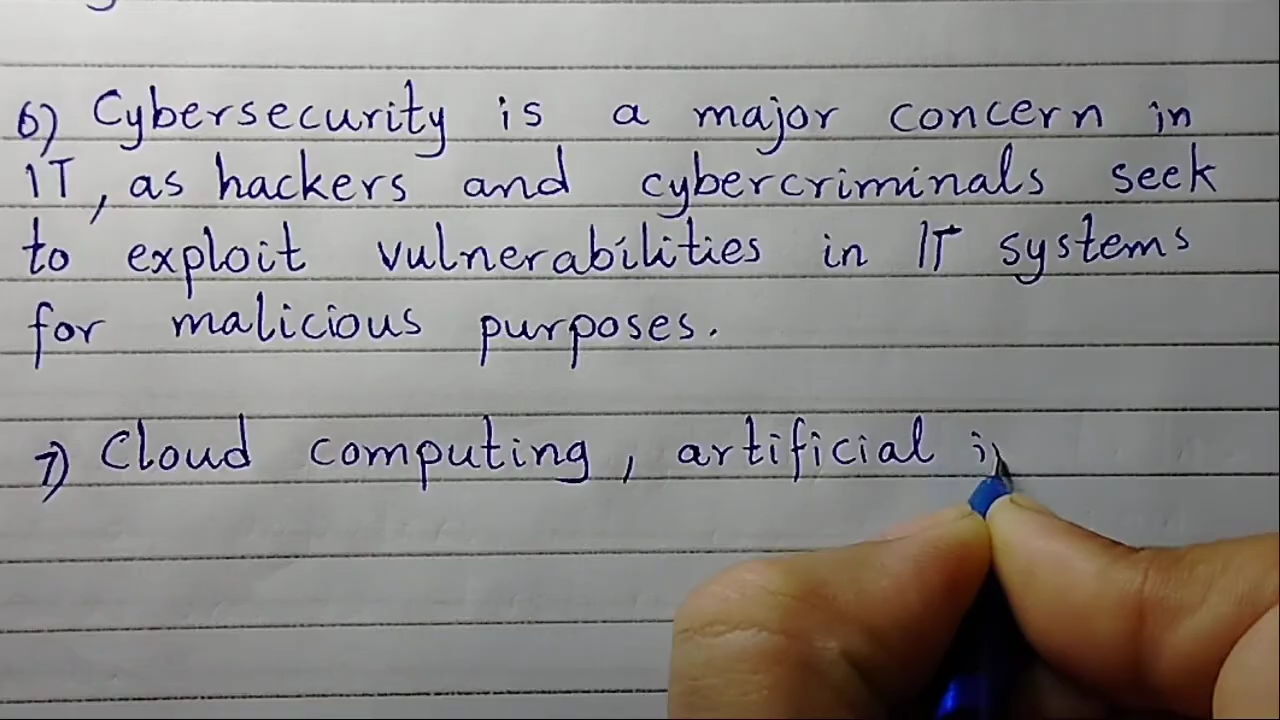 6) Cybersecurity is a major concern in
IT, as hackers and cybercriminals seek
to exploit vulnerabilities in IT systems
for malicious purposes.
7) Cloud computing, artificial i